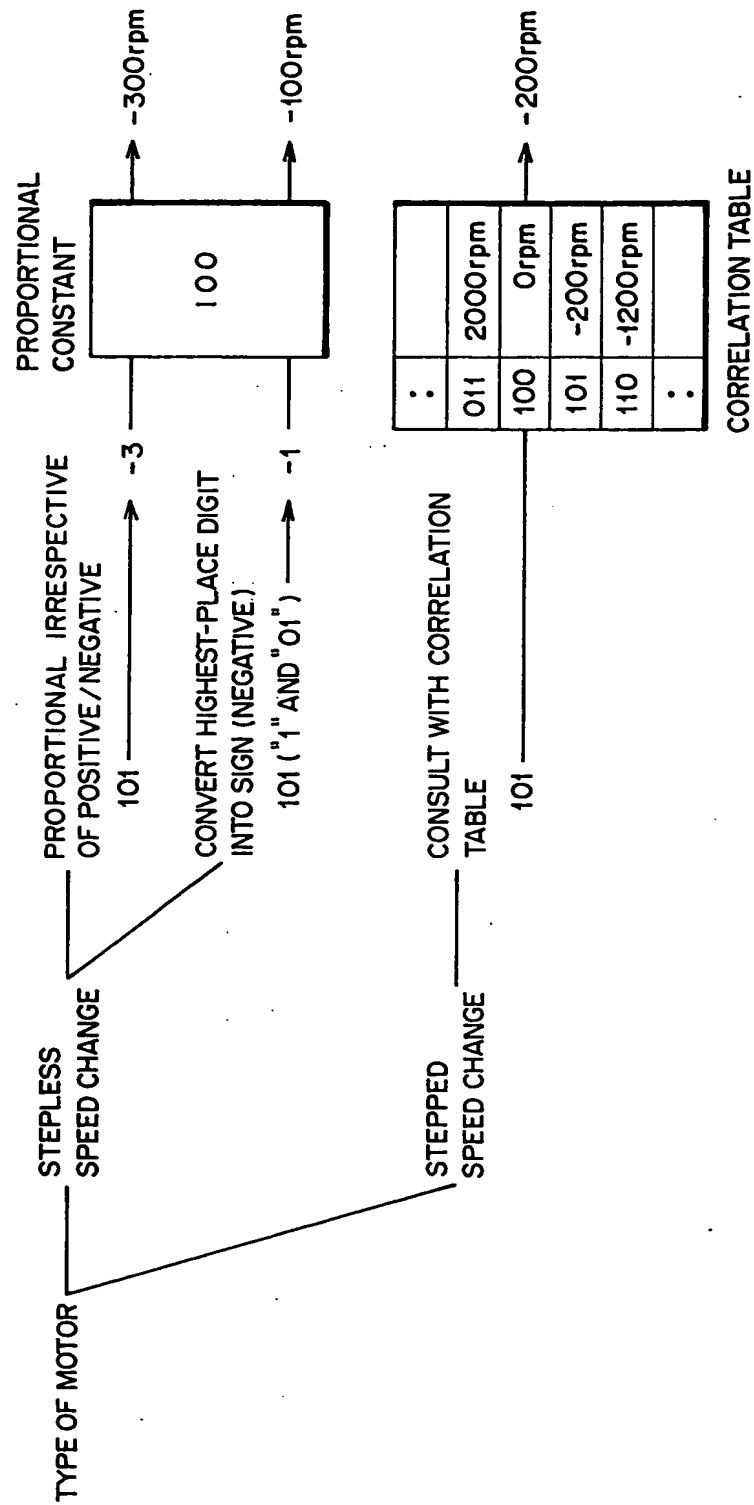 TYPE OF MOTOR
STEPLESS
SPEED CHANGE
PROPORTIONAL IRRESPECTIVE
OF POSITIVE/NEGATIVE
101
-3
CONVERT HIGHEST-PLACE DIGIT
INTO SIGN (NEGATIVE)
101 ("1" AND "01")
-1
PROPORTIONAL
CONSTANT
100
-300rpm
-100rpm
STEPPED
SPEED CHANGE
CONSULT WITH CORRELATION
TABLE
101
:
011 2000rpm
100 0rpm
101 -200rpm
110 -1200rpm
:
-200rpm
CORRELATION TABLE